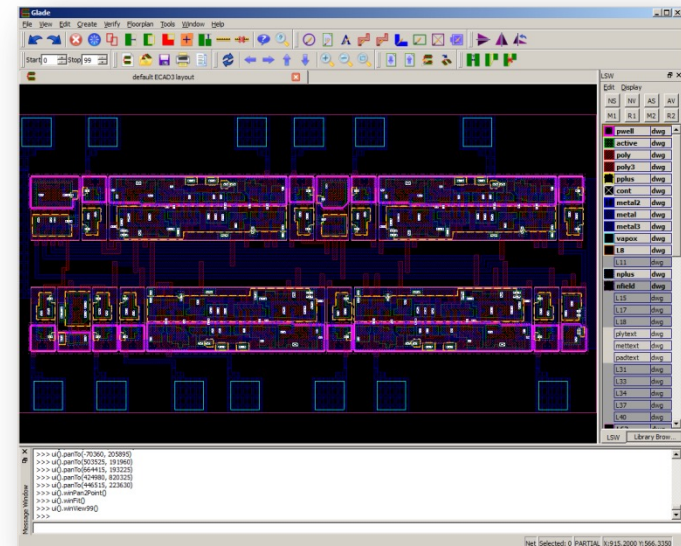 Glade
File View Edit Create Verify Floorplan Tools Window Help
Start 0 Stop 99
default ECAD3 layout
LSW
Edit Display
NS NV AS AV
M1 R1 M2 R2
pwell dwg
active dwg
poly dwg
poly3 dwg
pplus dwg
cont dwg
metal2 dwg
metal dwg
metal3 dwg
vapox dwg
L8 dwg
L11 dwg
nplus dwg
nfield dwg
L15 dwg
L17 dwg
L18 dwg
plytext dwg
mettext dwg
padtext dwg
L31 dwg
L33 dwg
L34 dwg
L37 dwg
L40 dwg
LSW Library Brow...
Message Window
>>> ui().panTo(-70360, 205895)
>>> ui().panTo(503525, 191960)
>>> ui().panTo(664415, 193225)
>>> ui().panTo(424980, 820325)
>>> ui().panTo(446515, 223630)
>>> ui().winPan2Point()
>>> ui().winFit()
>>> ui().winView99()
>>>
Net Selected: 0 PARTIAL X:915.2000 Y:566.3350